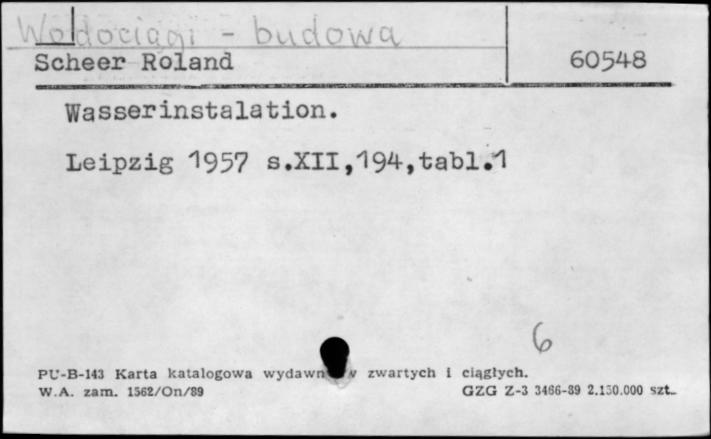 Wodociągi - budowa
Scheer Roland 60548
Wasserinstalation.
Leipzig 1957 s.XII,194,tabl.1
6
PU-B-143 Karta katalogowa zwartych i ciągłych.
W.A. zam. 1562/On/89 GZG Z-3 3466-89 2.150.000 szt.